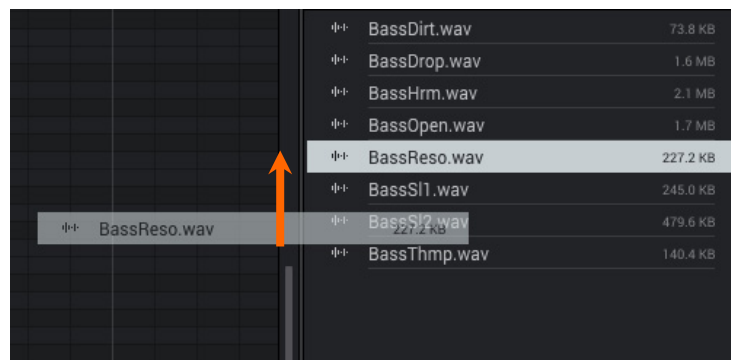 BassDirt.wav 73.8 KB
BassDrop.wav 1.6 MB
BassHrm.wav 2.1 MB
BassOpen.wav 1.7 MB
BassReso.wav 227.2 KB
BassSl1.wav 245.0 KB
BassSl2.wav 479.6 KB
BassReso.wav 227.2 KB
BassThmp.wav 140.4 KB